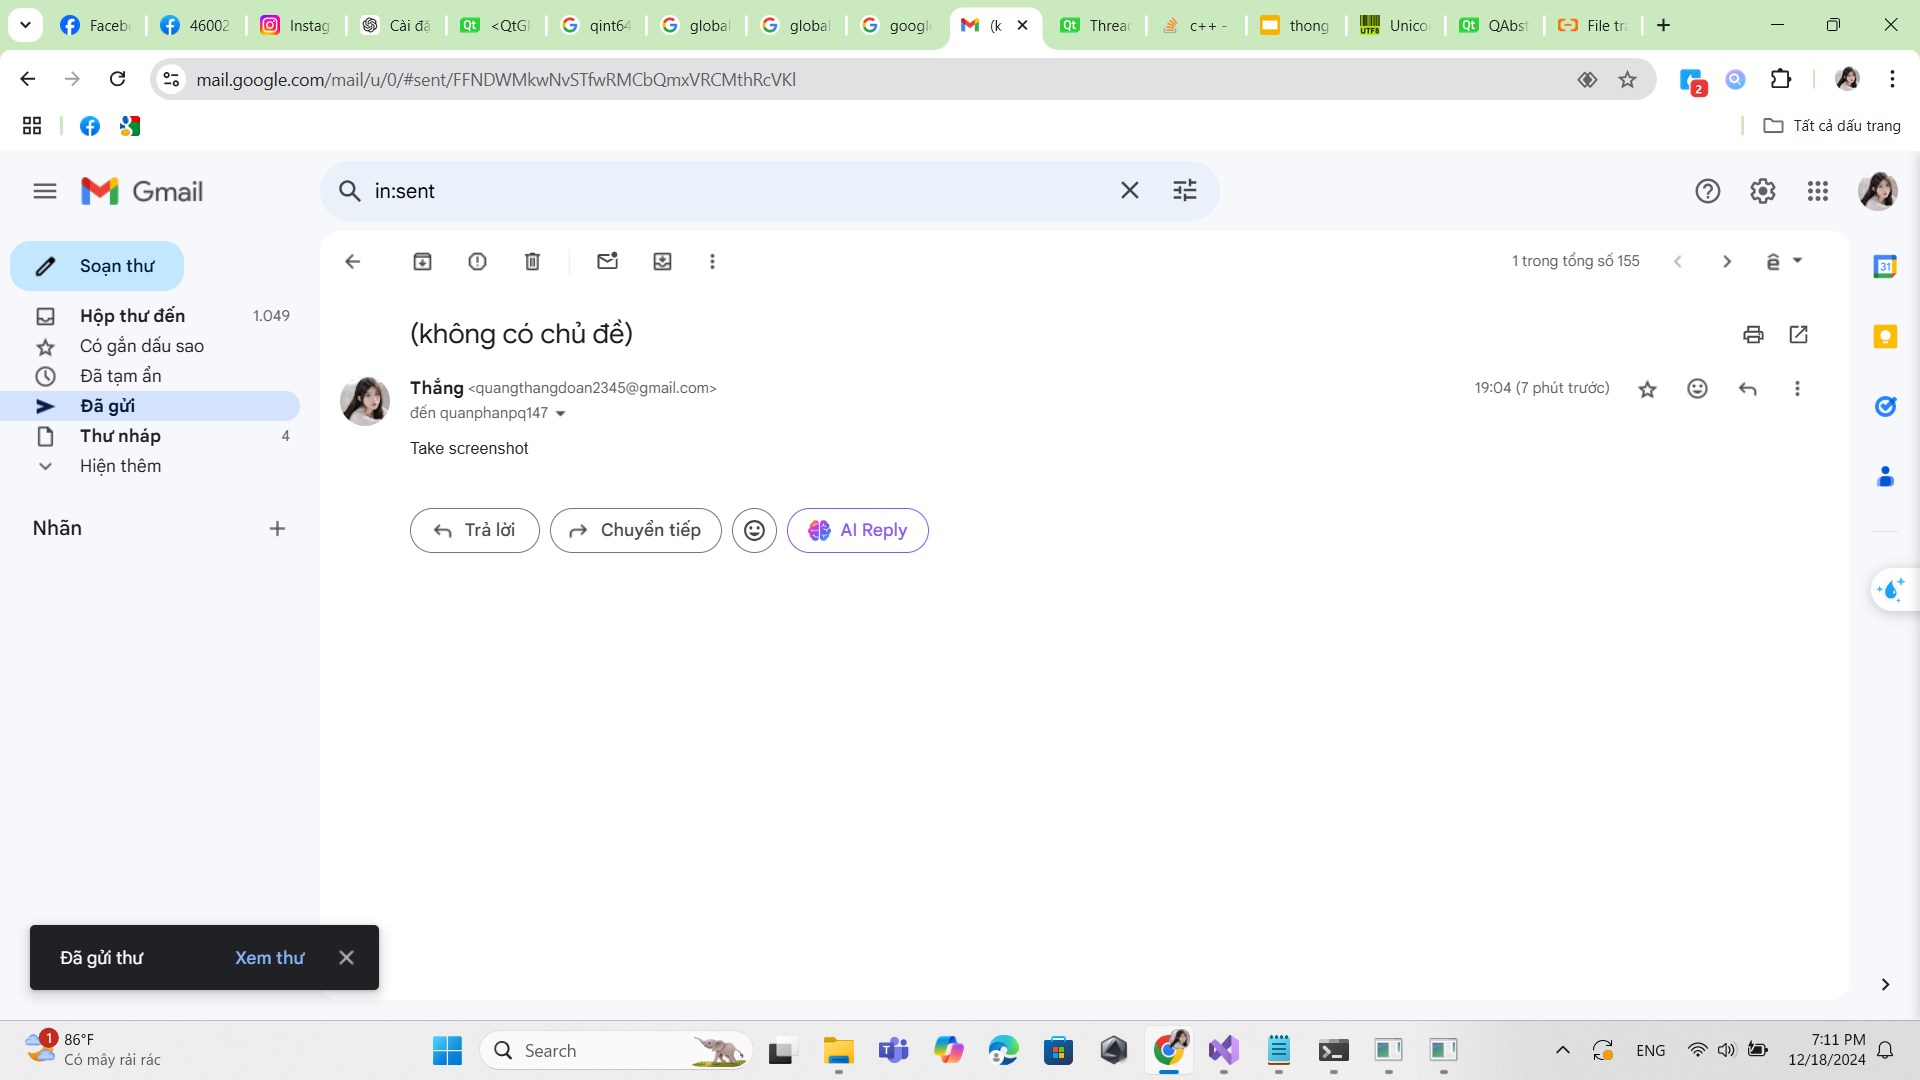 Facebo
46002
Instag
Cài đặ
<QtGl
qint64
global
global
google
(k
Threac
c++ -
thong
Unico
QAbst
File tra
mail.google.com/mail/u/0/#sent/FFNDWMkwNvSTfwRMCbQmxVRCMthRcVKl
2
Tất cả dấu trang
Gmail
in:sent
Soạn thư
1 trong tổng số 155
ê
31
Hộp thư đến 1.049
Có gắn dấu sao
Đã tạm ẩn
Đã gửi
Thư nháp 4
Hiện thêm
Nhãn
(không có chủ đề)
Thắng <quangthangdoan2345@gmail.com>
19:04 (7 phút trước)
đến quanphanpq147
Take screenshot
Trả lời
Chuyển tiếp
AI Reply
Đã gửi thư
Xem thư
1
86°F
Có mây rải rác
Search
ENG
7:11 PM
12/18/2024